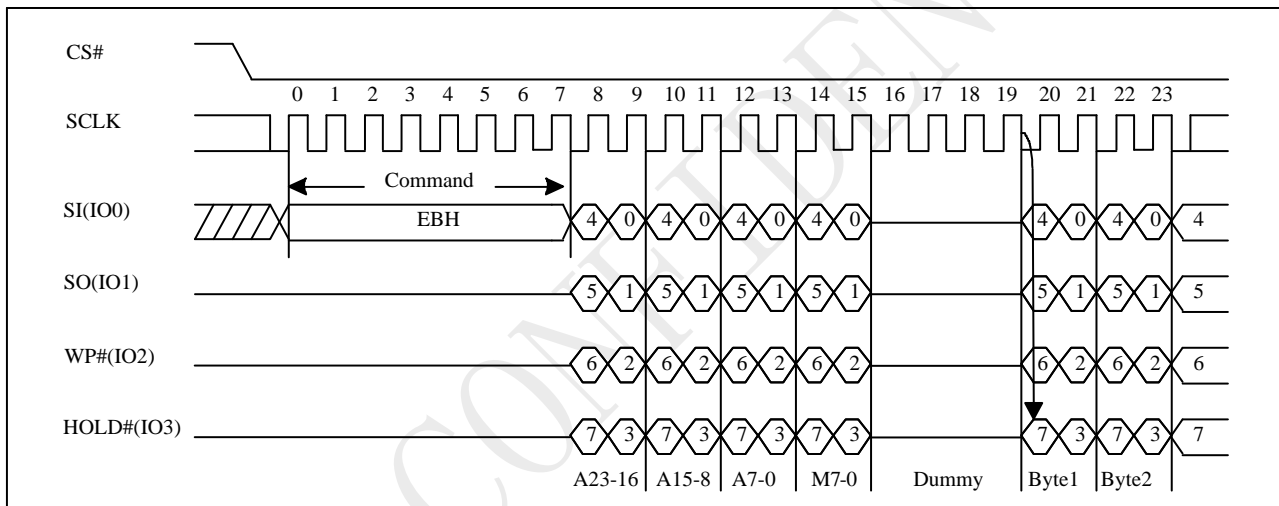 CS#
0 1 2 3 4 5 6 7 8 9 10 11 12 13 14 15 16 17 18 19 20 21 22 23
SCLK
Command
SI(IO0) EBH 4 0 4 0 4 0 4 0 4 0 4 0 4
SO(IO1) 5 1 5 1 5 1 5 1 5 1 5 1 5
WP#(IO2) 6 2 6 2 6 2 6 2 6 2 6 2 6
HOLD#(IO3) 7 3 7 3 7 3 7 3 7 3 7 3 7
A23-16 A15-8 A7-0 M7-0 Dummy Byte1 Byte2
CONFIDEN